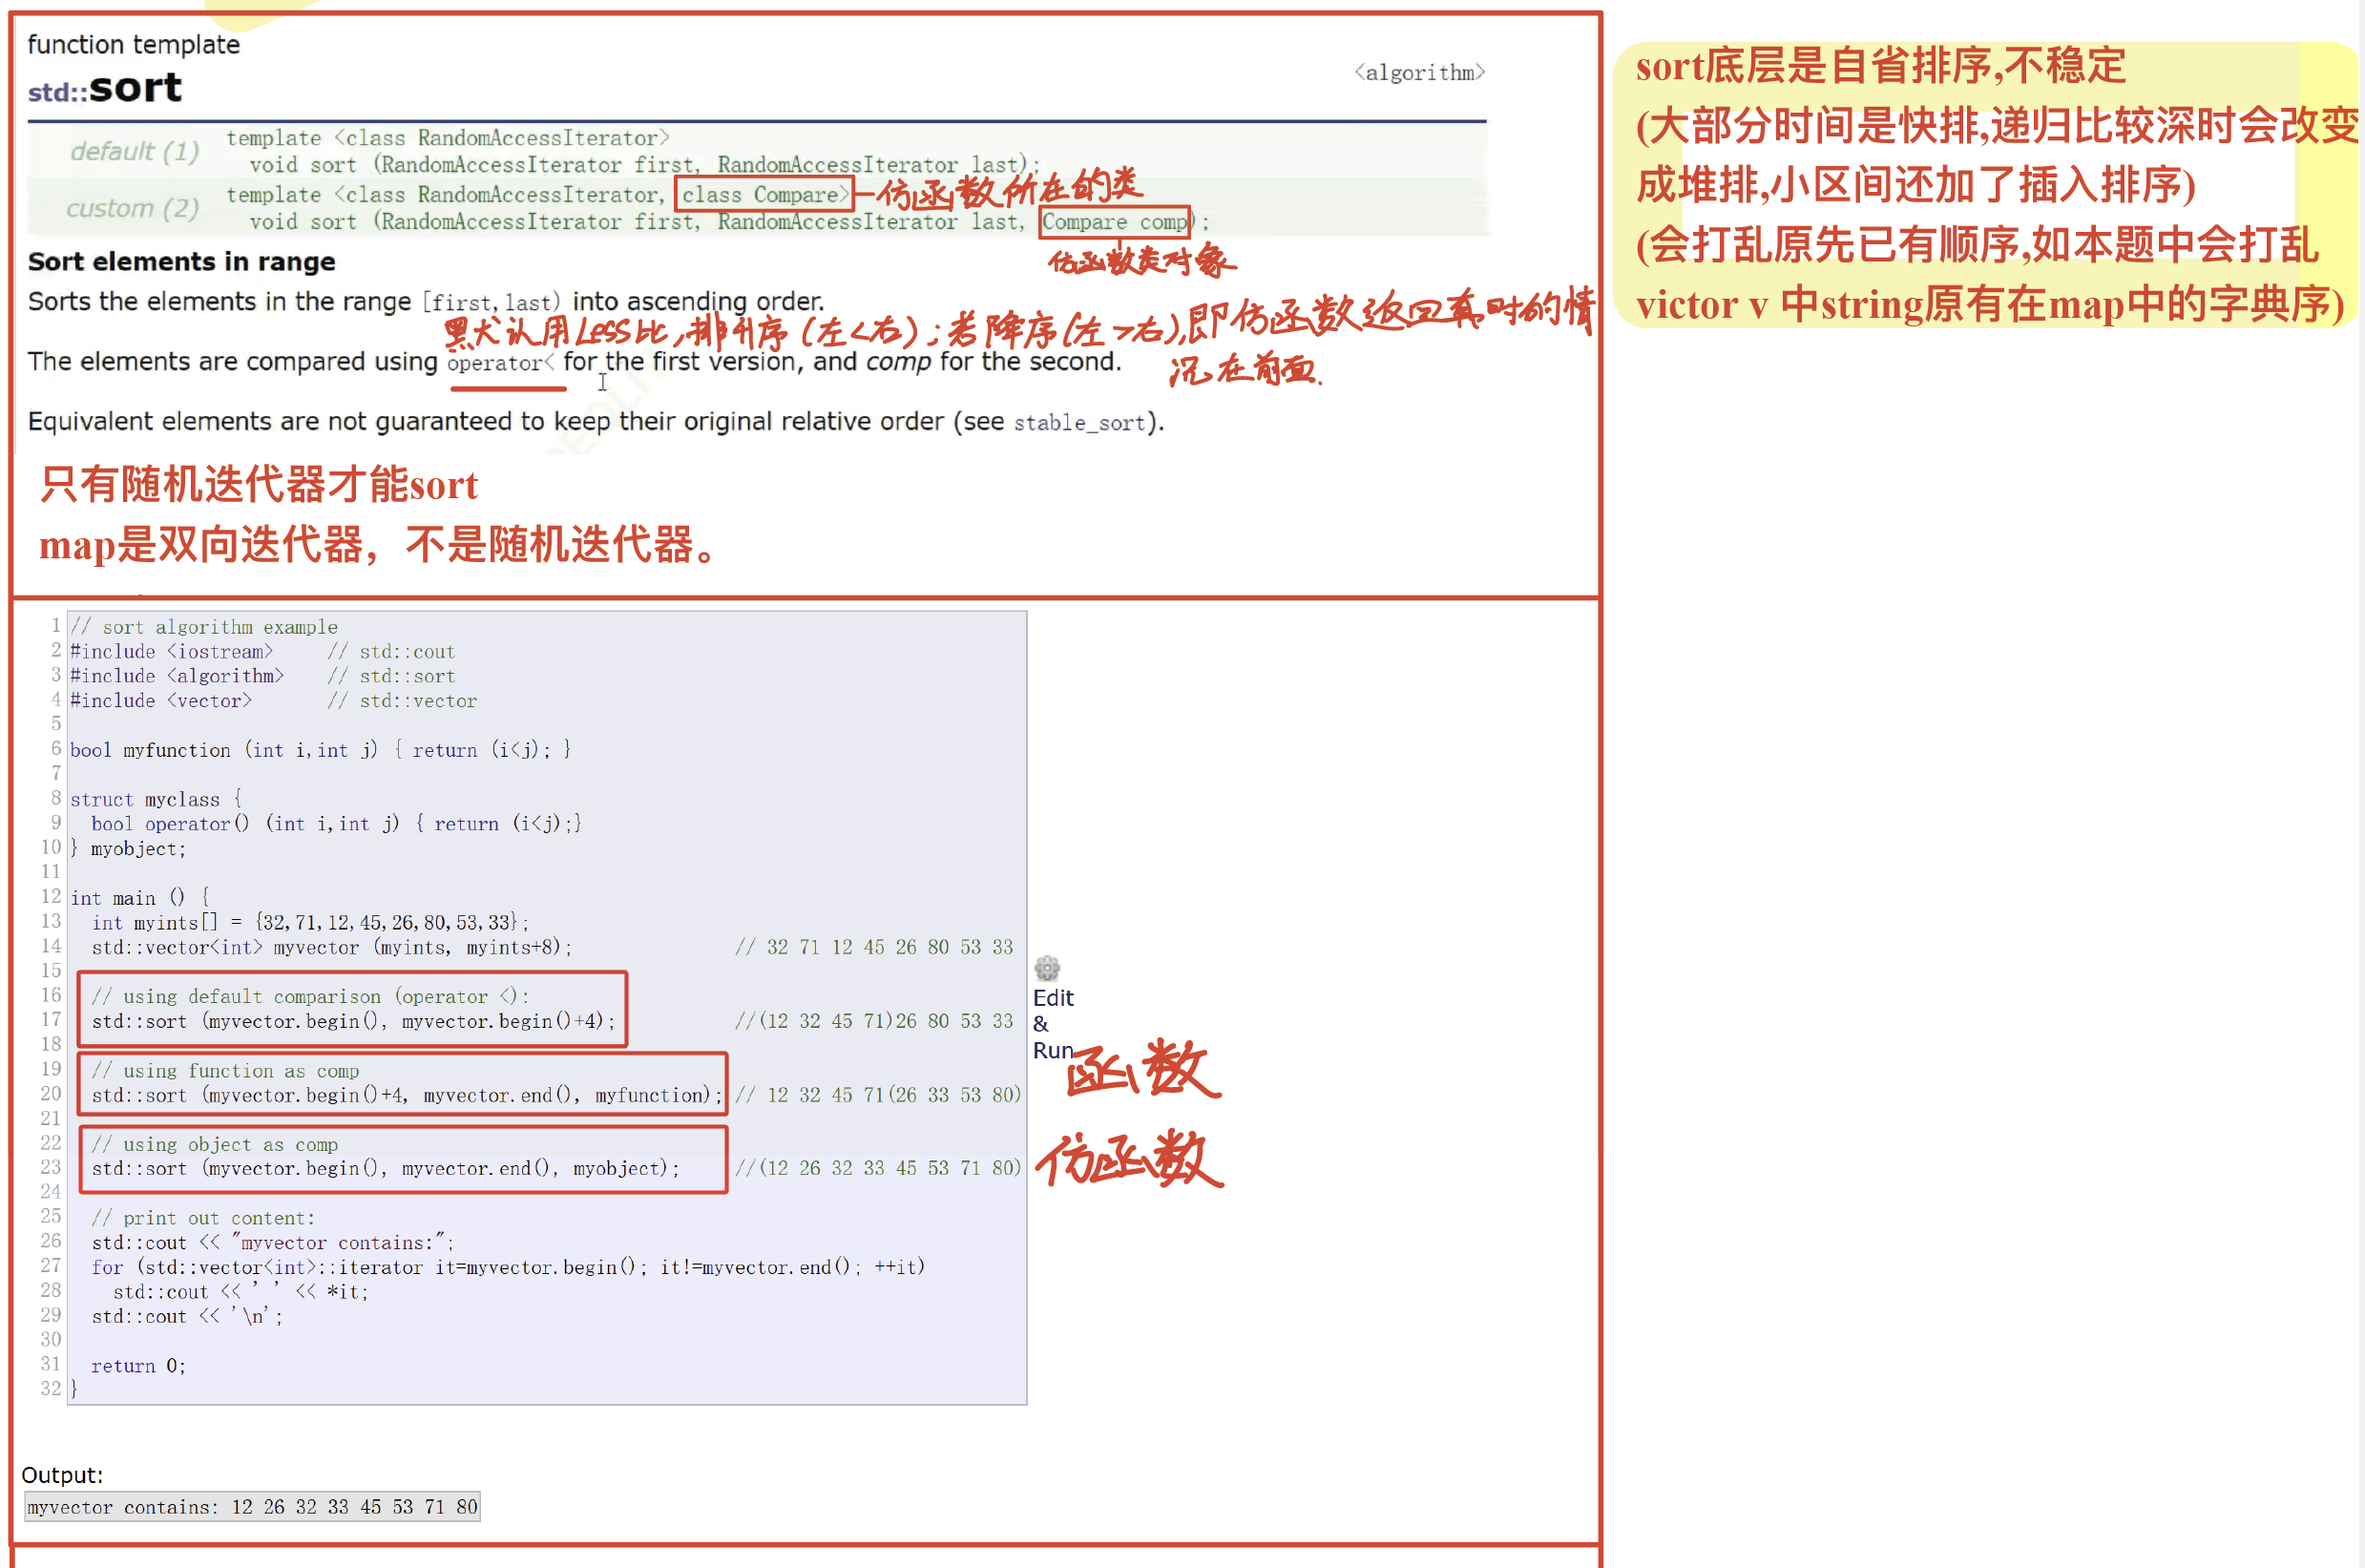 function template
std::sort
<algorithm>
default (1) template <class RandomAccessIterator>
void sort (RandomAccessIterator first, RandomAccessIterator last);
custom (2) template <class RandomAccessIterator, class Compare>
void sort (RandomAccessIterator first, RandomAccessIterator last, Compare comp);
仿函数所在的类
仿函数类对象
Sort elements in range
Sorts the elements in the range [first,last) into ascending order.
默认用Less比,排升序(左<右);若降序(左>右),即仿函数返回真时的情
况在前面.
The elements are compared using operator< for the first version, and comp for the second.
Equivalent elements are not guaranteed to keep their original relative order (see stable_sort).
只有随机迭代器才能sort
map是双向迭代器，不是随机迭代器。
sort底层是自省排序,不稳定
(大部分时间是快排,递归比较深时会改变
成堆排,小区间还加了插入排序)
(会打乱原先已有顺序,如本题中会打乱
victor v 中string原有在map中的字典序)
1 // sort algorithm example
2 #include <iostream> // std::cout
3 #include <algorithm> // std::sort
4 #include <vector> // std::vector
5
6 bool myfunction (int i,int j) { return (i<j); }
7
8 struct myclass {
9 bool operator() (int i,int j) { return (i<j);}
10 } myobject;
11
12 int main () {
13 int myints[] = {32,71,12,45,26,80,53,33};
14 std::vector<int> myvector (myints, myints+8); // 32 71 12 45 26 80 53 33
15
16 // using default comparison (operator <):
17 std::sort (myvector.begin(), myvector.begin()+4); //(12 32 45 71)26 80 53 33
18
19 // using function as comp
20 std::sort (myvector.begin()+4, myvector.end(), myfunction); // 12 32 45 71(26 33 53 80)
21
22 // using object as comp
23 std::sort (myvector.begin(), myvector.end(), myobject); //(12 26 32 33 45 53 71 80)
24
25 // print out content:
26 std::cout << "myvector contains:";
27 for (std::vector<int>::iterator it=myvector.begin(); it!=myvector.end(); ++it)
28 std::cout << ' ' << *it;
29 std::cout << '\n';
30
31 return 0;
32 }
Edit
&
Run
函数
仿函数
Output:
myvector contains: 12 26 32 33 45 53 71 80